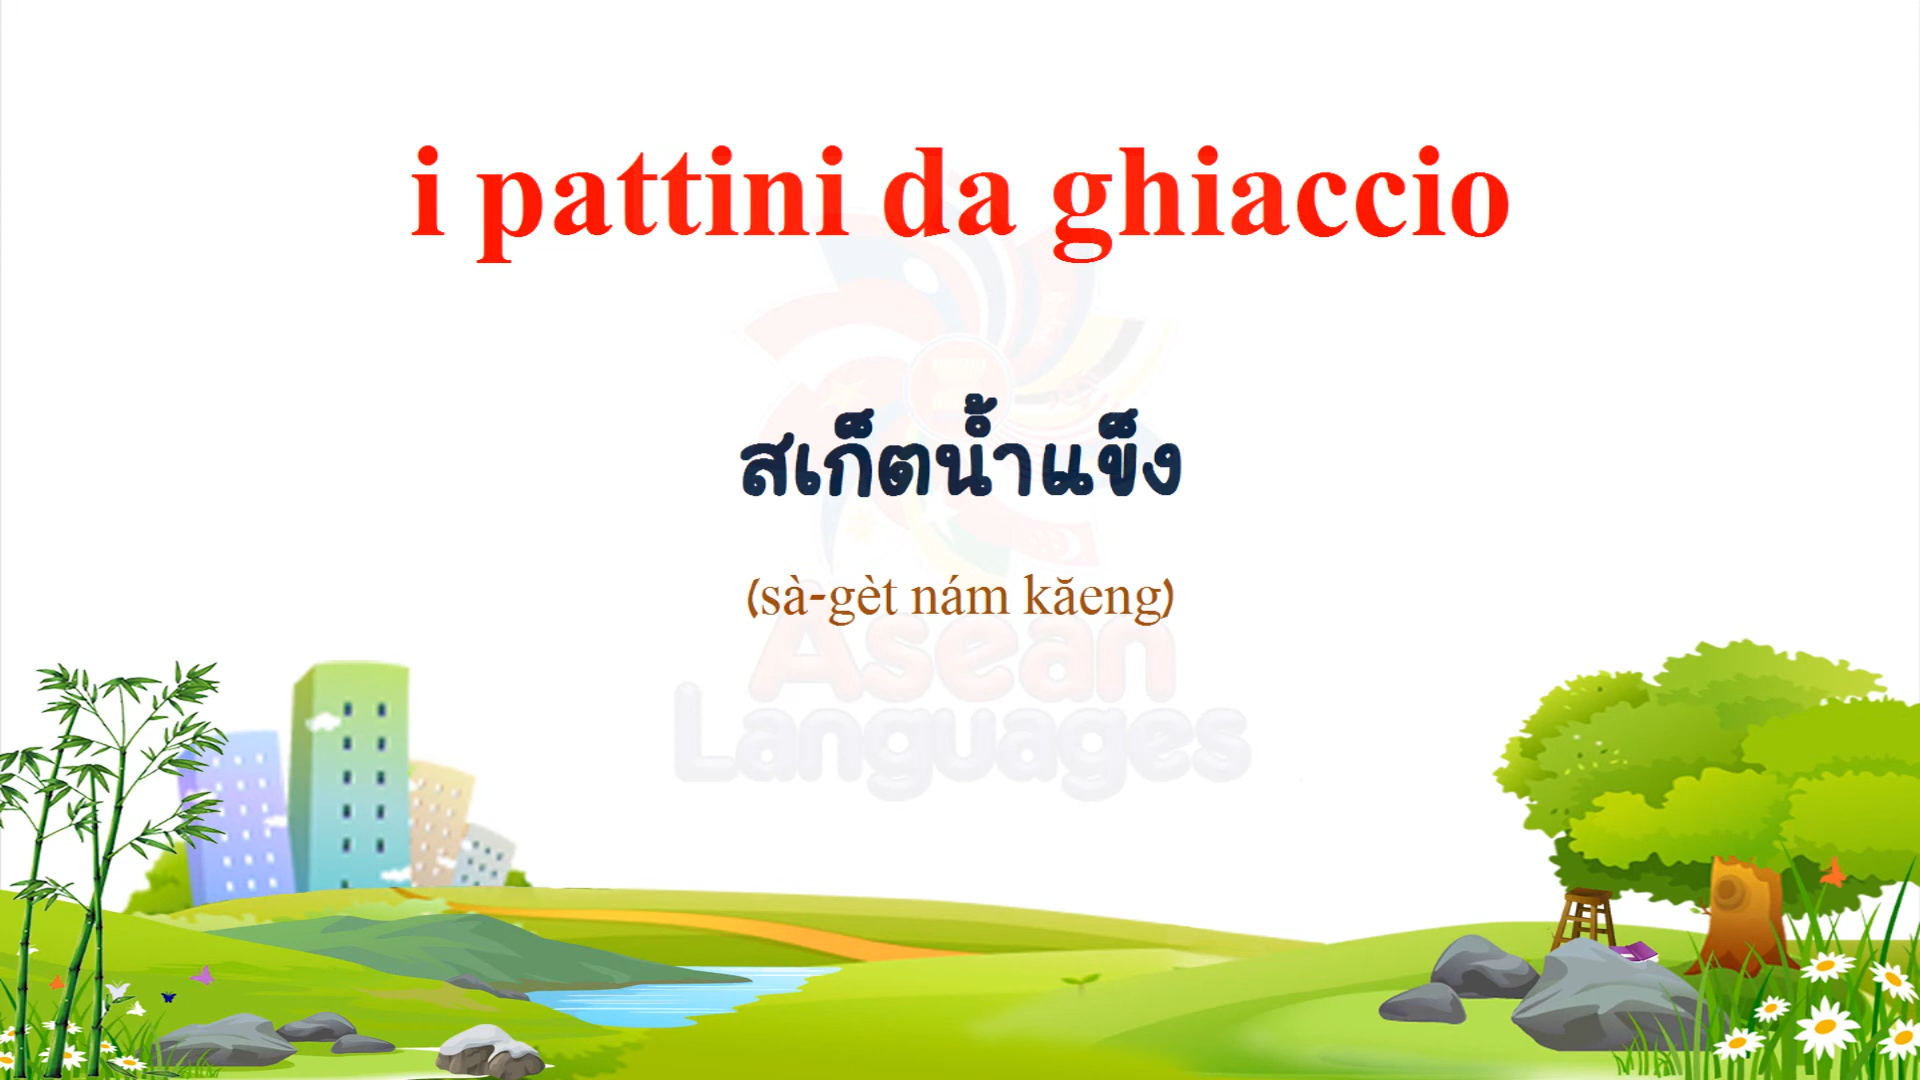 i pattini da ghiaccio
สเก็ตน้ำแข็ง
(sà-gèt nám kăeng)
Asean
Languages